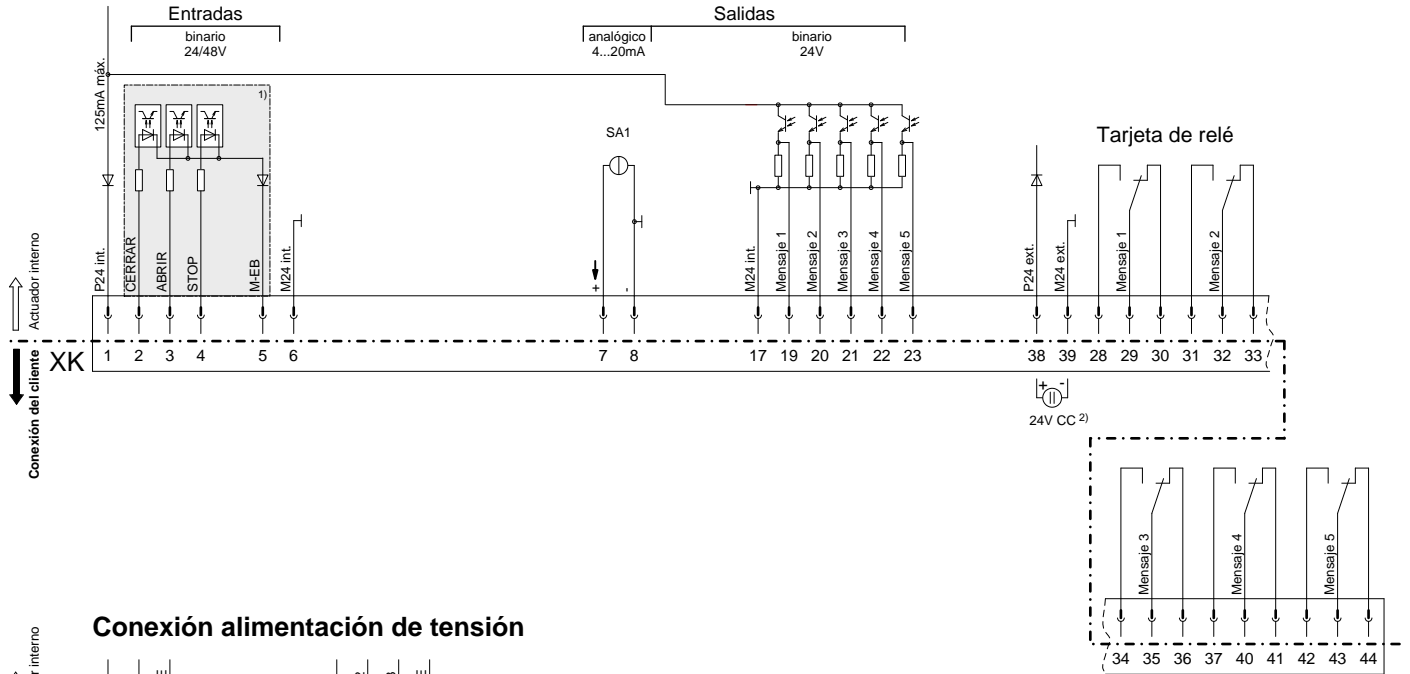 Entradas
binario
24/48V
Salidas
analógico
4...20mA
binario
24V
125mA máx.
1)
SA1
Tarjeta de relé
Actuador interno
P24 int.
CERRAR
ABRIR
STOP
M-EB
M24 int.
+
-
M24 int.
Mensaje 1
Mensaje 2
Mensaje 3
Mensaje 4
Mensaje 5
P24 ext.
M24 ext.
Mensaje 1
Mensaje 2
XK 1 2 3 4 5 6 7 8 17 19 20 21 22 23 38 39 28 29 30 31 32 33
Conexión del cliente
+ -
24V CC 2)
Mensaje 3
Mensaje 4
Mensaje 5
34 35 36 37 40 41 42 43 44
Conexión alimentación de tensión
r interno